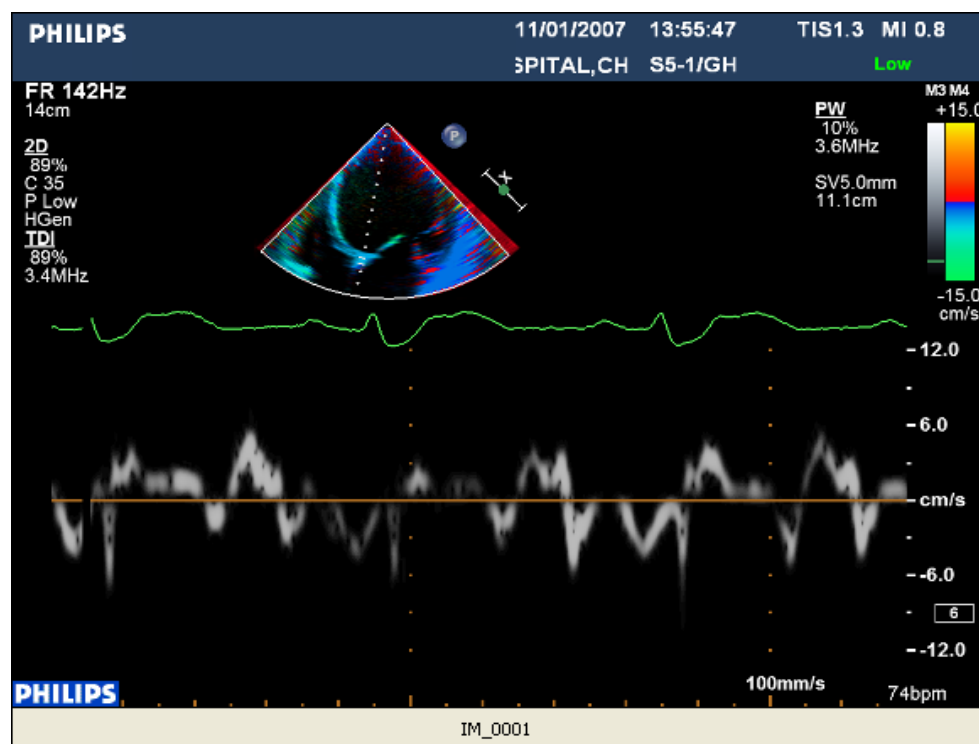 PHILIPS
11/01/2007 13:55:47 TIS1.3 MI 0.8
SPITAL,CH S5-1/GH Low
FR 142Hz
14cm
2D
89%
C 35
P Low
HGen
TDI
89%
3.4MHz
P
PW
10%
3.6MHz
SV5.0mm
11.1cm
M3 M4
+15.0
-15.0
cm/s
12.0
6.0
cm/s
-6.0
6
-12.0
100mm/s
74bpm
PHILIPS
IM_0001